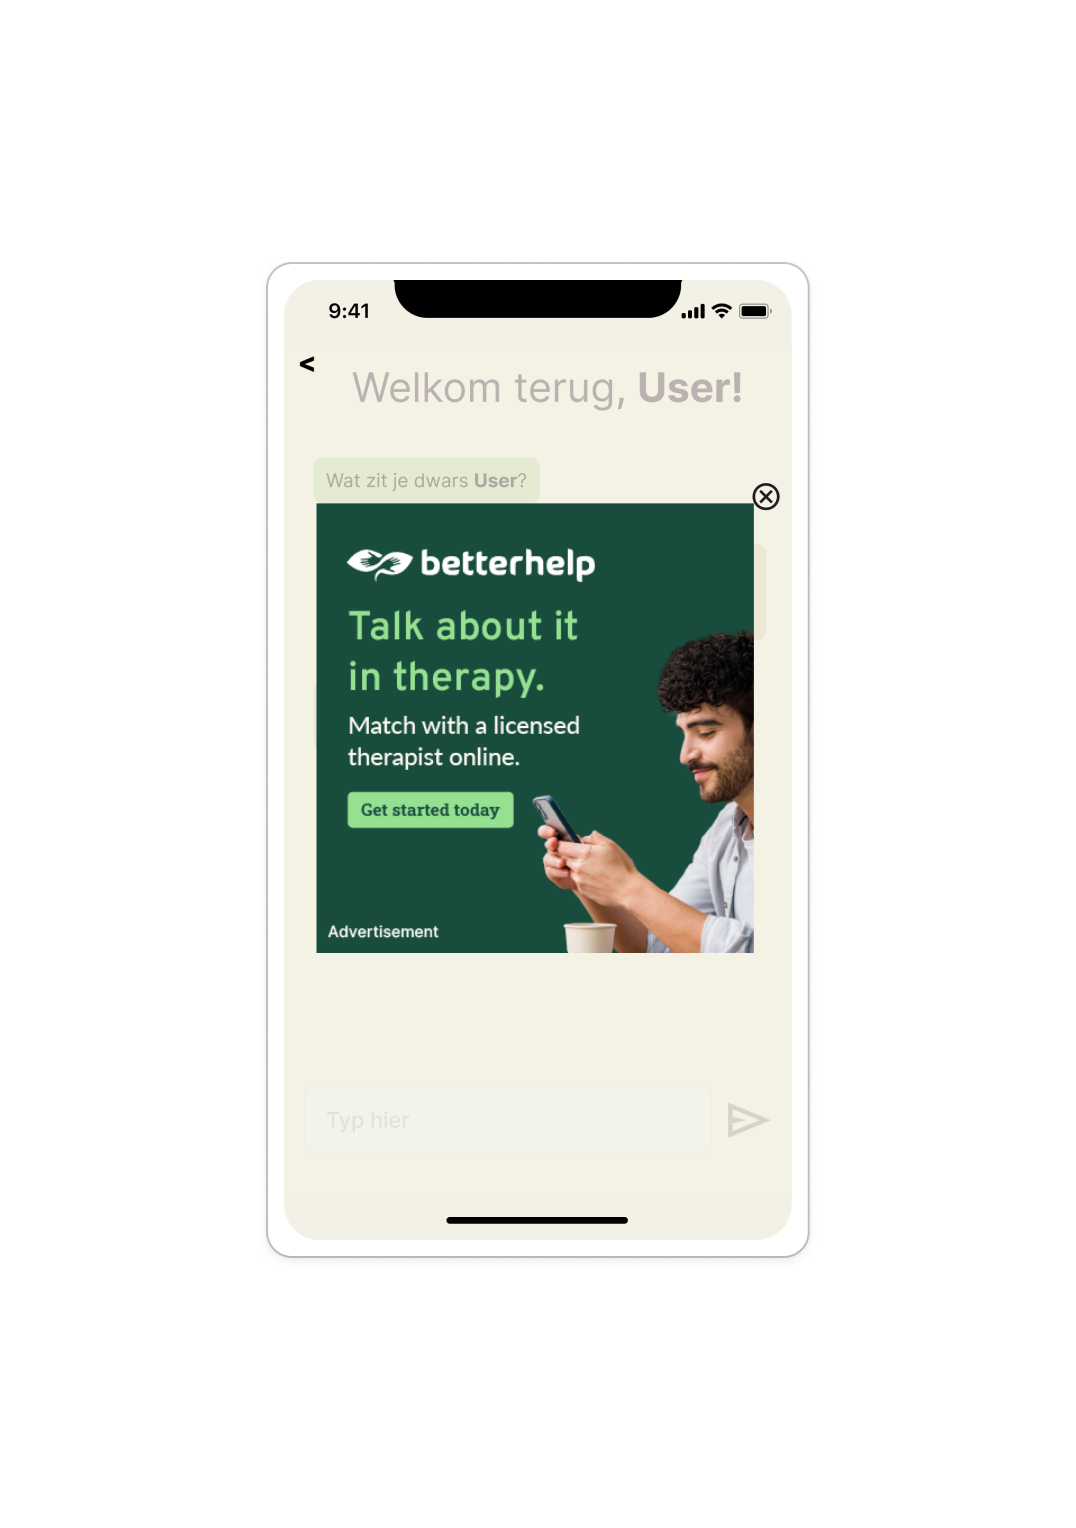 9:41
<
Welkom terug, User!
Wat zit je dwars User?
betterhelp
Talk about it
in therapy.
Match with a licensed
therapist online.
Get started today
Advertisement
Typ hier